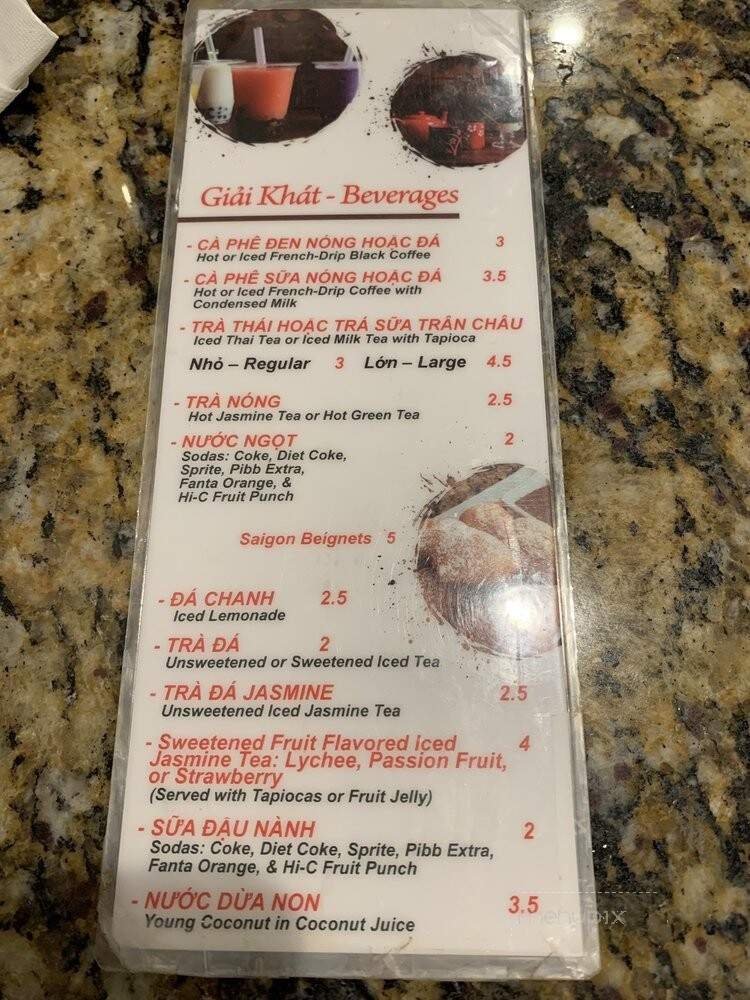 Giải Khát - Beverages
- CÀ PHÊ ĐEN NÓNG HOẶC ĐÁ 3
Hot or Iced French-Drip Black Coffee
- CÀ PHÊ SỮA NÓNG HOẶC ĐÁ 3.5
Hot or Iced French-Drip Coffee with
Condensed Milk
- TRÀ THÁI HOẶC TRÁ SỮA TRÂN CHÂU
Iced Thai Tea or Iced Milk Tea with Tapioca
Nhỏ – Regular 3 Lớn – Large 4.5
- TRÀ NÓNG 2.5
Hot Jasmine Tea or Hot Green Tea
- NƯỚC NGỌT 2
Sodas: Coke, Diet Coke,
Sprite, Pibb Extra,
Fanta Orange, &
Hi-C Fruit Punch
Saigon Beígnets 5
- ĐÁ CHANH 2.5
Iced Lemonade
- TRÀ ĐÁ 2
Unsweetened or Sweetened Iced Tea
- TRÀ ĐÁ JASMINE 2.5
Unsweetened Iced Jasmine Tea
- Sweetened Fruit Flavored Iced 4
Jasmine Tea: Lychee, Passion Fruit,
or Strawberry
(Served with Tapiocas or Fruit Jelly)
- SỮA ĐẬU NÀNH 2
Sodas: Coke, Diet Coke, Sprite, Pibb Extra,
Fanta Orange, & Hi-C Fruit Punch
- NƯỚC DỪA NON 3.5
Young Coconut in Coconut Juice
menupix